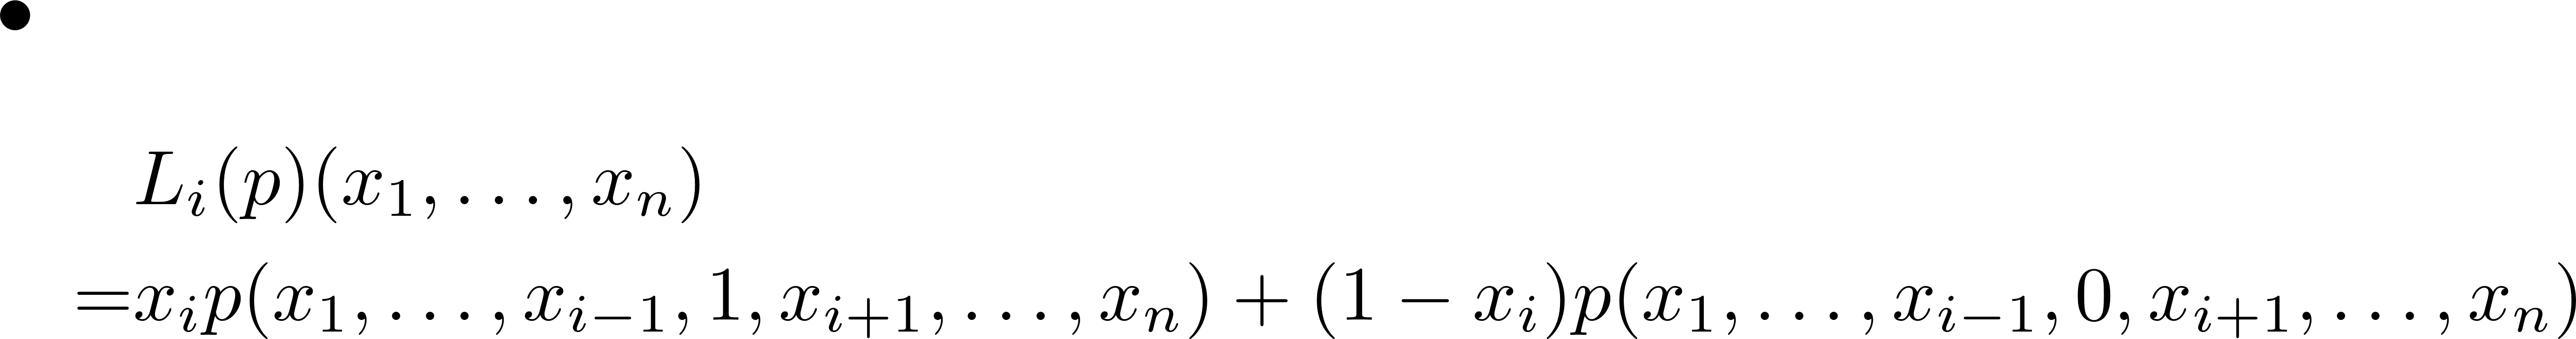 •
L_i(p)(x_1, . . . , x_n)
=x_i p(x_1, . . . , x_{i−1}, 1, x_{i+1}, . . . , x_n) + (1 − x_i)p(x_1, . . . , x_{i−1}, 0, x_{i+1}, . . . , x_n)